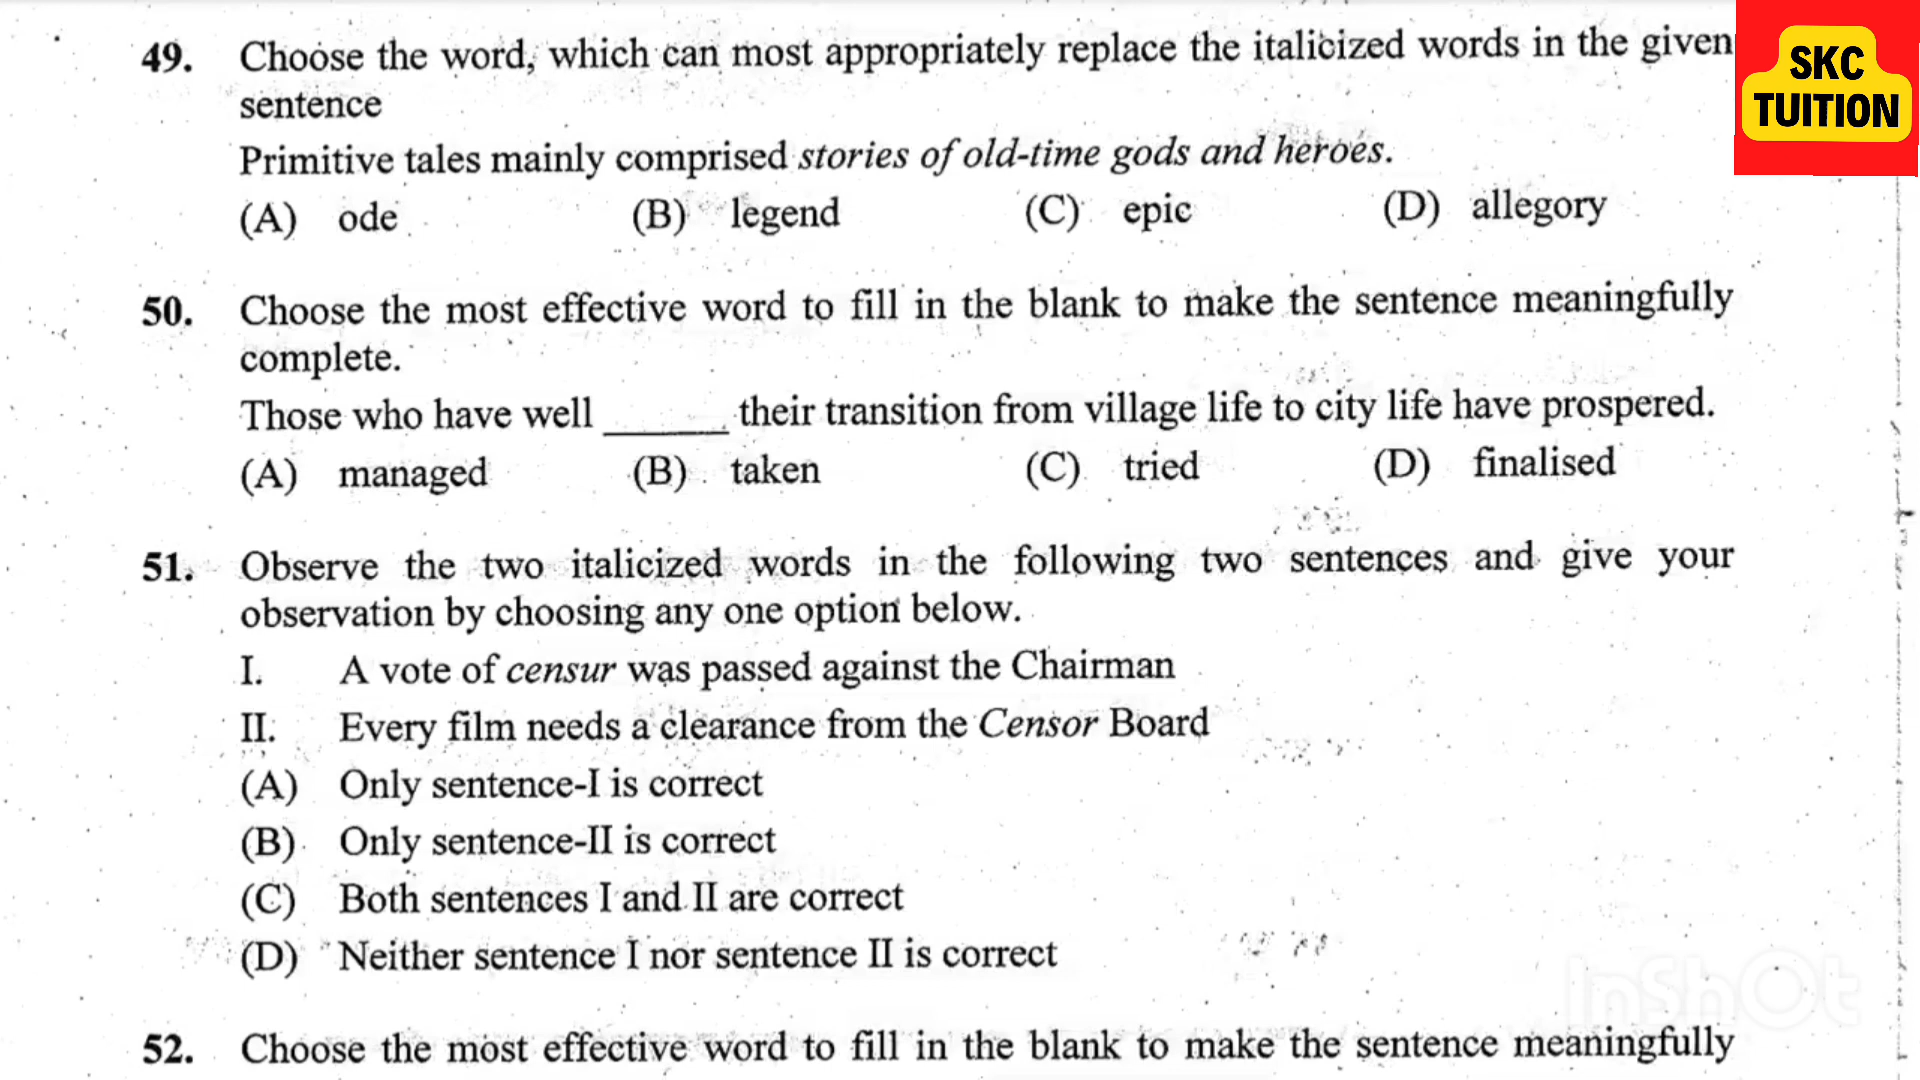 49. Choose the word, which can most appropriately replace the italicized words in the given
sentence
Primitive tales mainly comprised stories of old-time gods and heroes.
(A) ode (B) legend (C) epic (D) allegory
50. Choose the most effective word to fill in the blank to make the sentence meaningfully
complete.
Those who have well ______ their transition from village life to city life have prospered.
(A) managed (B) taken (C) tried (D) finalised
51. Observe the two italicized words in the following two sentences and give your
observation by choosing any one option below.
I. A vote of censur was passed against the Chairman
II. Every film needs a clearance from the Censor Board
(A) Only sentence-I is correct
(B) Only sentence-II is correct
(C) Both sentences I and II are correct
(D) Neither sentence I nor sentence II is correct
52. Choose the most effective word to fill in the blank to make the sentence meaningfully
SKC
TUITION
InShOt